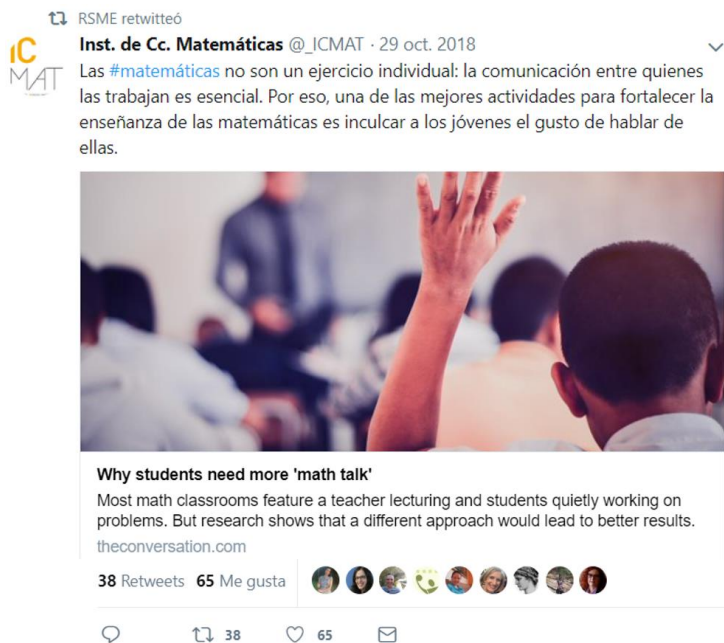 RSME retwitteó
Inst. de Cc. Matemáticas @_ICMAT · 29 oct. 2018
IC
MAT
Las #matemáticas no son un ejercicio individual: la comunicación entre quienes
las trabajan es esencial. Por eso, una de las mejores actividades para fortalecer la
enseñanza de las matemáticas es inculcar a los jóvenes el gusto de hablar de
ellas.
Why students need more 'math talk'
Most math classrooms feature a teacher lecturing and students quietly working on
problems. But research shows that a different approach would lead to better results.
theconversation.com
38 Retweets 65 Me gusta
38 65